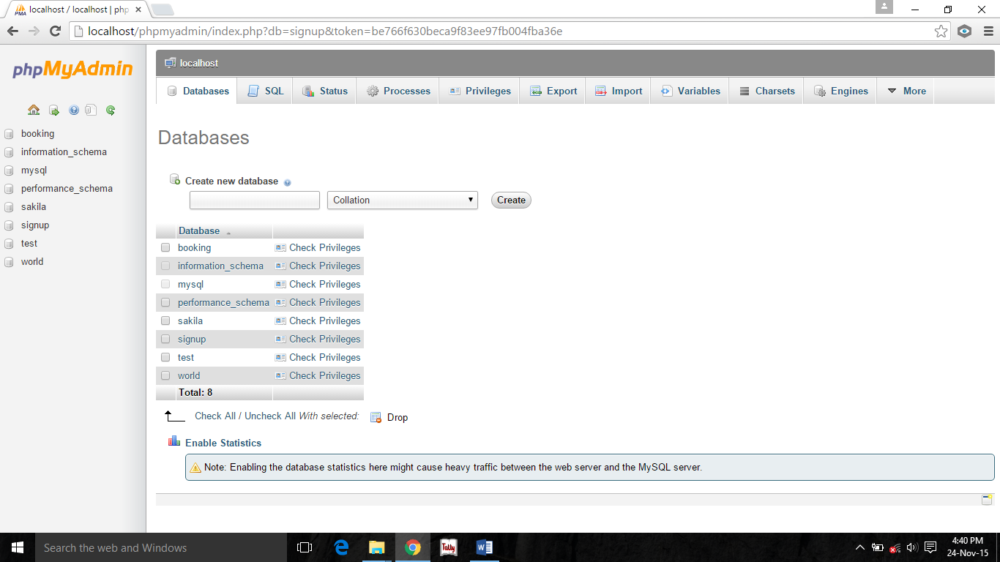 localhost / localhost | php
localhost/phpmyadmin/index.php?db=signup&token=be766f630beca9f83ee97fb004fba36e
phpMyAdmin
booking
information_schema
mysql
performance_schema
sakila
signup
test
world
localhost
Databases SQL Status Processes Privileges Export Import Variables Charsets Engines More
Databases
Create new database
Collation Create
Database
booking Check Privileges
information_schema Check Privileges
mysql Check Privileges
performance_schema Check Privileges
sakila Check Privileges
signup Check Privileges
test Check Privileges
world Check Privileges
Total: 8
Check All / Uncheck All With selected: Drop
Enable Statistics
Note: Enabling the database statistics here might cause heavy traffic between the web server and the MySQL server.
Search the web and Windows
Tally
4:40 PM
24-Nov-15